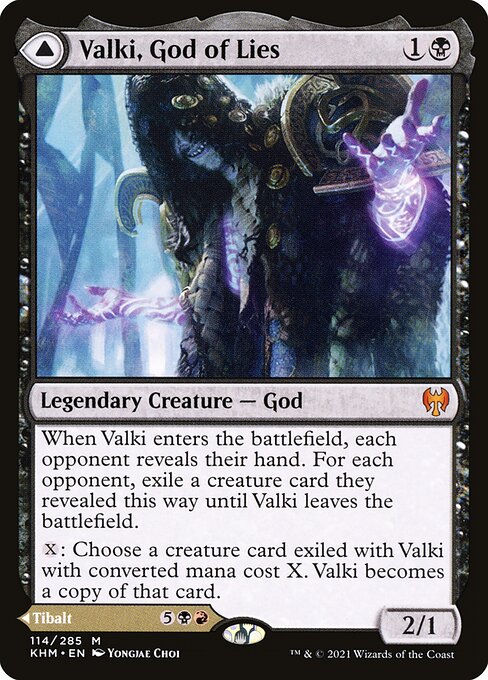 Valki, God of Lies 1
Legendary Creature — God
When Valki enters the battlefield, each
opponent reveals their hand. For each
opponent, exile a creature card they
revealed this way until Valki leaves the
battlefield.
X: Choose a creature card exiled with Valki
with converted mana cost X. Valki becomes
a copy of that card.
Tibalt 5
2/1
114/285 M
KHM • EN Yongjae Choi
™ & © 2021 Wizards of the Coast